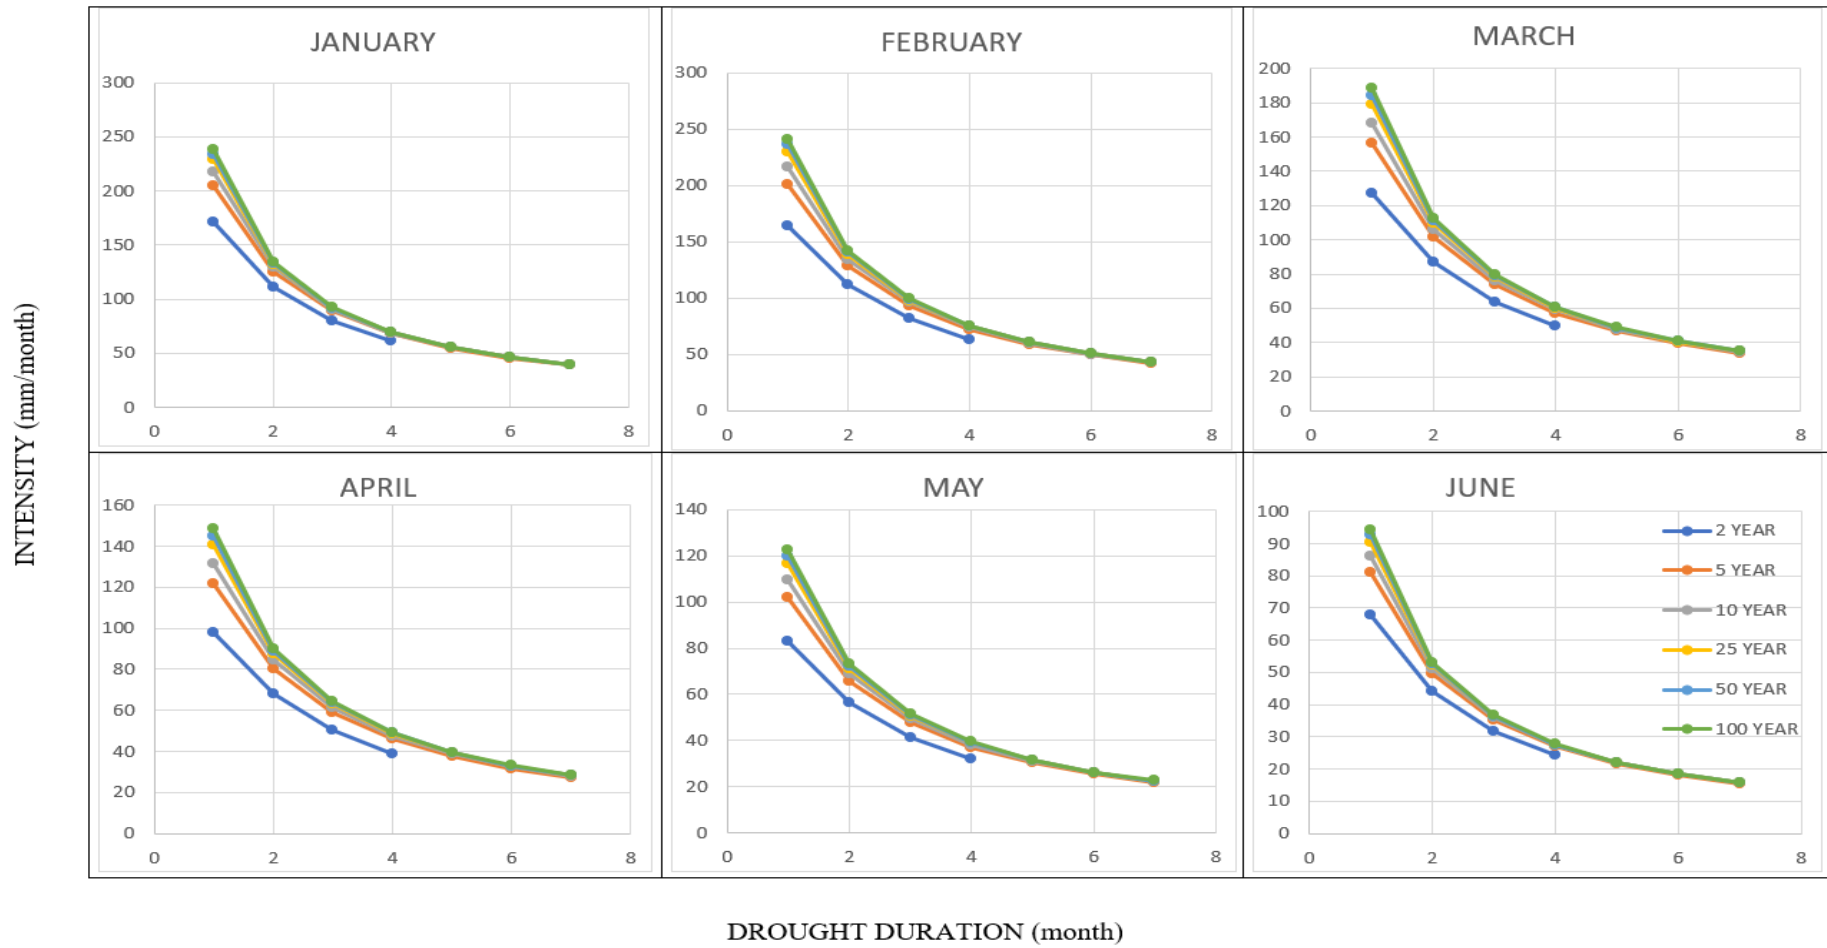 JANUARY
300
250
200
150
100
50
0
0 2 4 6 8
FEBRUARY
300
250
200
150
100
50
0
0 2 4 6 8
MARCH
200
180
160
140
120
100
80
60
40
20
0
0 2 4 6 8
INTENSITY (mm/month)
APRIL
160
140
120
100
80
60
40
20
0
0 2 4 6 8
MAY
140
120
100
80
60
40
20
0
0 2 4 6 8
JUNE
100
90
80
70
60
50
40
30
20
10
0
0 2 4 6 8
2 YEAR
5 YEAR
10 YEAR
25 YEAR
50 YEAR
100 YEAR
DROUGHT DURATION (month)